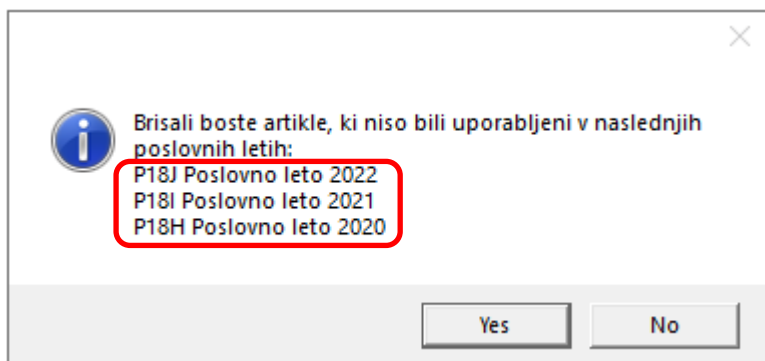 Brisali boste artikle, ki niso bili uporabljeni v naslednjih
poslovnih letih:
P18J Poslovno leto 2022
P18I Poslovno leto 2021
P18H Poslovno leto 2020
Yes
No